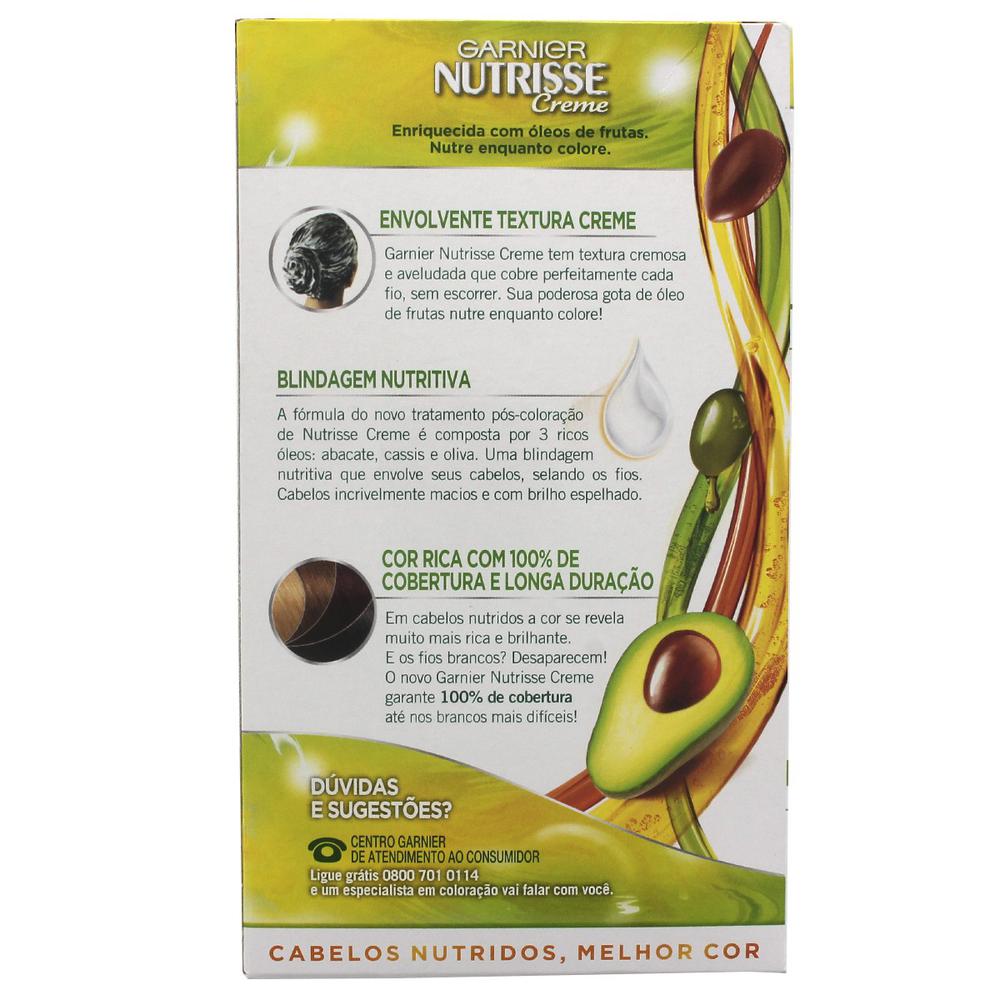 GARNIER
NUTRISSE
Creme
Enriquecida com óleos de frutas.
Nutre enquanto colore.
ENVOLVENTE TEXTURA CREME
Garnier Nutrisse Creme tem textura cremosa
e aveludada que cobre perfeitamente cada
fio, sem escorrer. Sua poderosa gota de óleo
de frutas nutre enquanto colore!
BLINDAGEM NUTRITIVA
A fórmula do novo tratamento pós-coloração
de Nutrisse Creme é composta por 3 ricos
óleos: abacate, cassis e oliva. Uma blindagem
nutritiva que envolve seus cabelos, selando os fios.
Cabelos incrivelmente macios e com brilho espelhado.
COR RICA COM 100% DE
COBERTURA E LONGA DURAÇÃO
Em cabelos nutridos a cor se revela
muito mais rica e brilhante.
E os fios brancos? Desaparecem!
O novo Garnier Nutrisse Creme
garante 100% de cobertura
até nos brancos mais difíceis!
DÚVIDAS
E SUGESTÕES?
CENTRO GARNIER
DE ATENDIMENTO AO CONSUMIDOR
Ligue grátis 0800 701 0114
e um especialista em coloração vai falar com você.
CABELOS NUTRIDOS, MELHOR COR